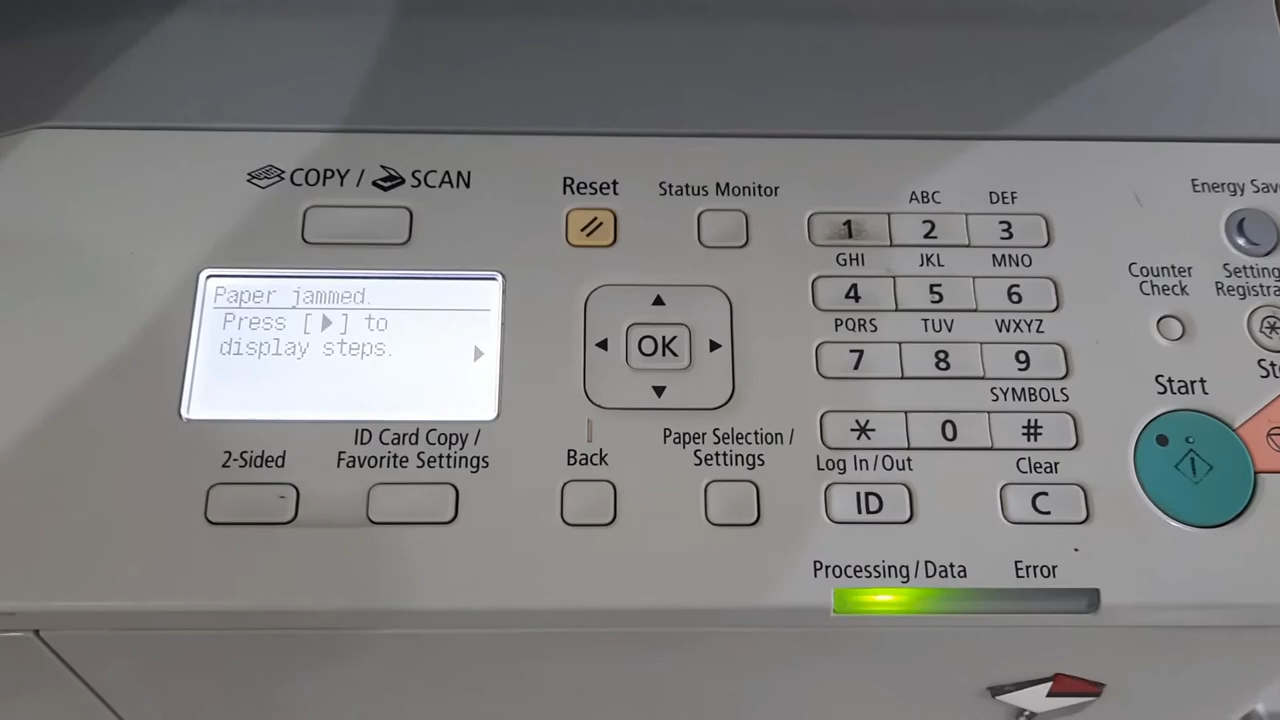 COPY / SCAN
Reset
Status Monitor
Energy Sav
Paper jammed.
Press [▶] to
display steps.
OK
2-Sided
ID Card Copy /
Favorite Settings
Back
Paper Selection /
Settings
ABC
DEF
1
2
3
GHI
JKL
MNO
4
5
6
PQRS
TUV
WXYZ
7
8
9
SYMBOLS
*
0
#
Log In/Out
Clear
ID
C
Processing/Data
Error
Counter
Check
Setting
Registra
Start
St